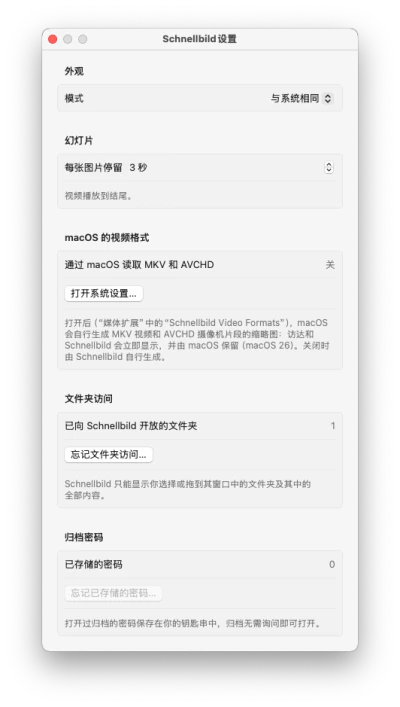 Schnellbild 设置
外观
模式 与系统相同
幻灯片
每张图片停留 3 秒
视频播放到结尾。
macOS 的视频格式
通过 macOS 读取 MKV 和 AVCHD 关
打开系统设置...
打开后（“媒体扩展”中的“Schnellbild Video Formats”），macOS
会自行生成 MKV 视频和 AVCHD 摄像机片段的缩略图：访达和
Schnellbild 会立即显示，并由 macOS 保留 (macOS 26)。关闭时
由 Schnellbild 自行生成。
文件夹访问
已向 Schnellbild 开放的文件夹 1
忘记文件夹访问...
Schnellbild 只能显示你选择或拖到其窗口中的文件夹及其中的
全部内容。
归档密码
已存储的密码 0
忘记已存储的密码...
打开过归档的密码保存在你的钥匙串中，归档无需询问即可打开。